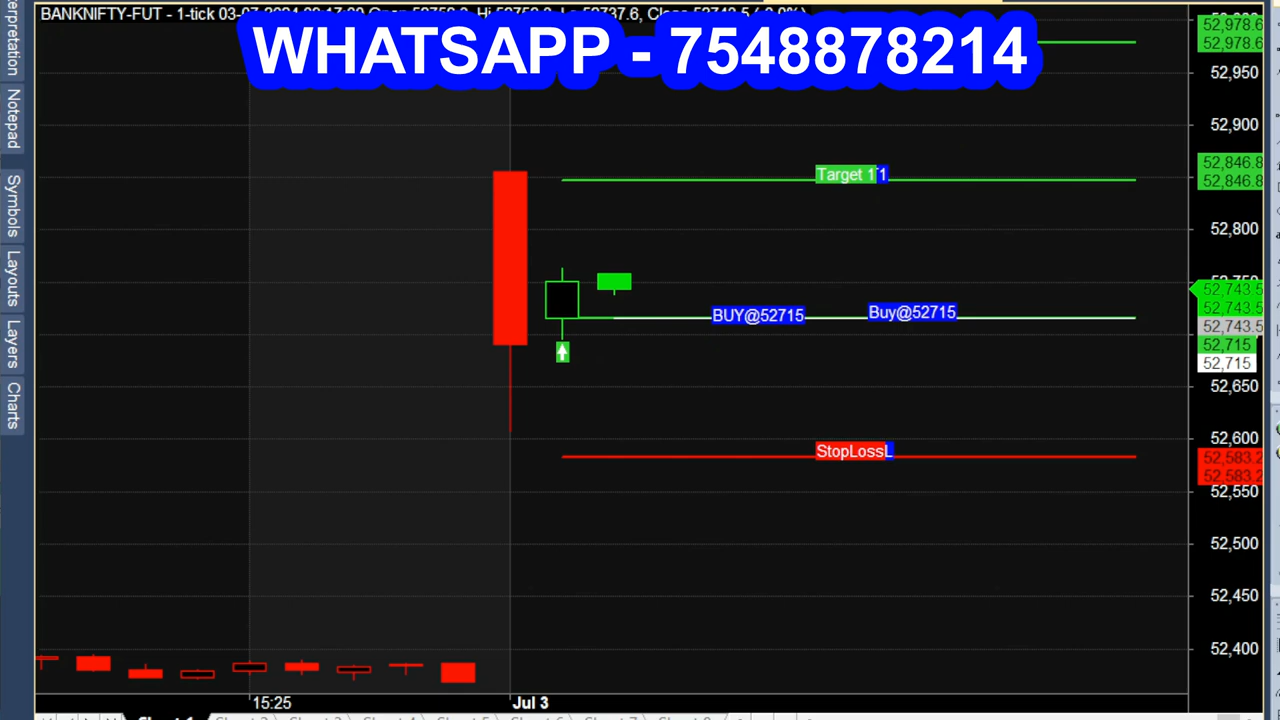 BANKNIFTY-FUT - 1-tick 03-07-2024
WHATSAPP - 7548878214
Notepad
Symbols
Layouts
Layers
Charts
52,978.6
52,978.6
52,950
52,900
52,846.8
52,846.8
52,800
52,743.5
52,743.5
52,743.5
52,715
52,715
52,650
52,600
52,583.2
52,583.2
52,550
52,500
52,450
52,400
Target 1
BUY@52715
Buy@52715
StopLoss
15:25
Jul 3